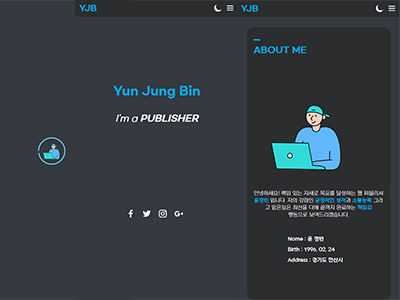 YJB
YJB
Yun Jung Bin
I'm a PUBLISHER
G+
ABOUT ME
안녕하세요! 책임 있는 자세로 목표를 달성하는 웹 퍼블리셔
윤정빈 입니다. 저의 강점인 긍정적인 성격과 소통능력 그리
고 맡은일은 최선을 다해 끝까지 완료하는 책임감
행동으로 보여드리겠습니다.
Name : 윤 정빈
Birth : 1996. 02. 24
Address : 경기도 안산시